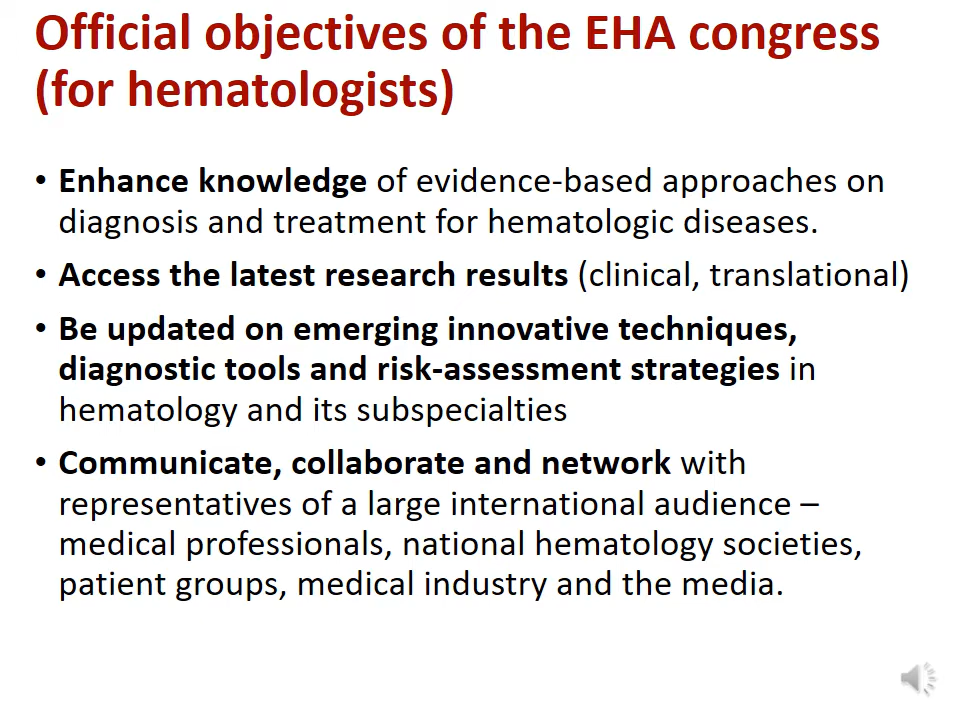 Official objectives of the EHA congress
(for hematologists)
• Enhance knowledge of evidence-based approaches on
diagnosis and treatment for hematologic diseases.
• Access the latest research results (clinical, translational)
• Be updated on emerging innovative techniques,
diagnostic tools and risk-assessment strategies in
hematology and its subspecialties
• Communicate, collaborate and network with
representatives of a large international audience –
medical professionals, national hematology societies,
patient groups, medical industry and the media.